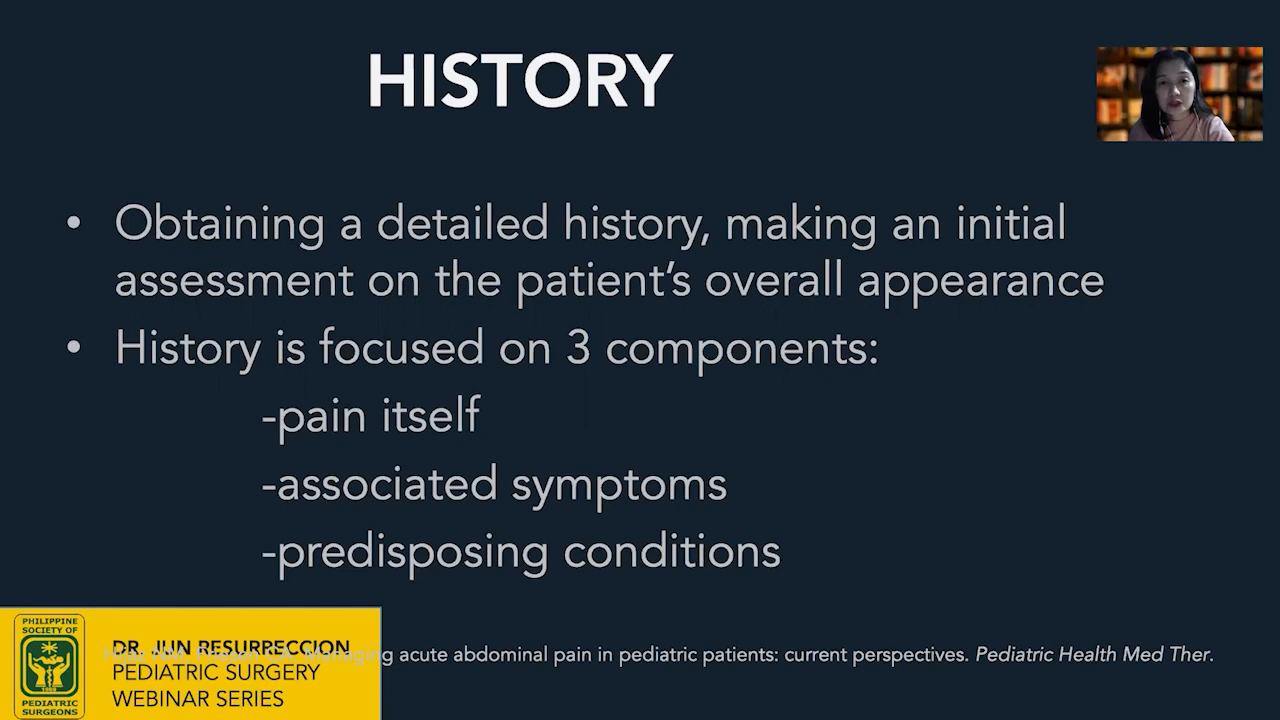 HISTORY
• Obtaining a detailed history, making an initial
assessment on the patient’s overall appearance
• History is focused on 3 components:
-pain itself
-associated symptoms
-predisposing conditions
PHILIPPINE
SOCIETY OF
1989
PEDIATRIC
SURGEONS
DR. JUN RESURRECCION
PEDIATRIC SURGERY
WEBINAR SERIES
Managing acute abdominal pain in pediatric patients: current perspectives. Pediatric Health Med Ther.